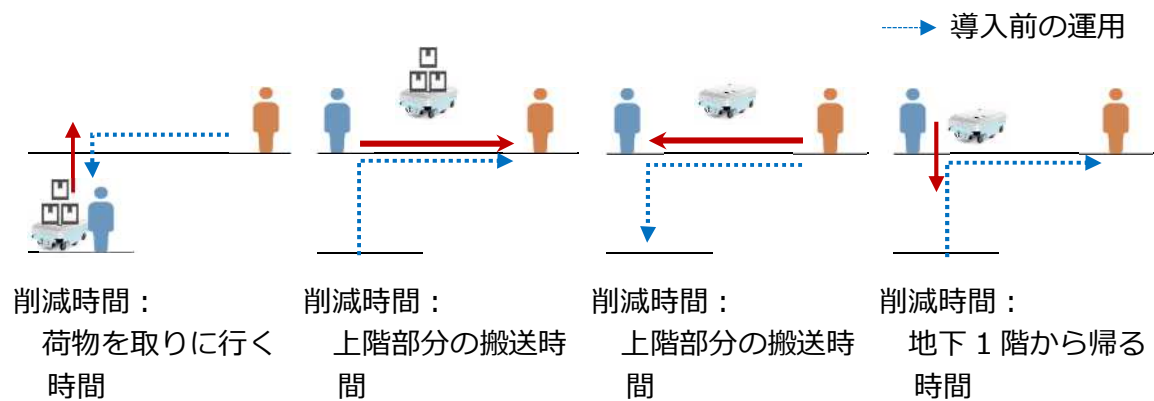 導入前の運用
削減時間：
荷物を取りに行く
時間
削減時間：
上階部分の搬送時
間
削減時間：
上階部分の搬送時
間
削減時間：
地下 1 階から帰る
時間